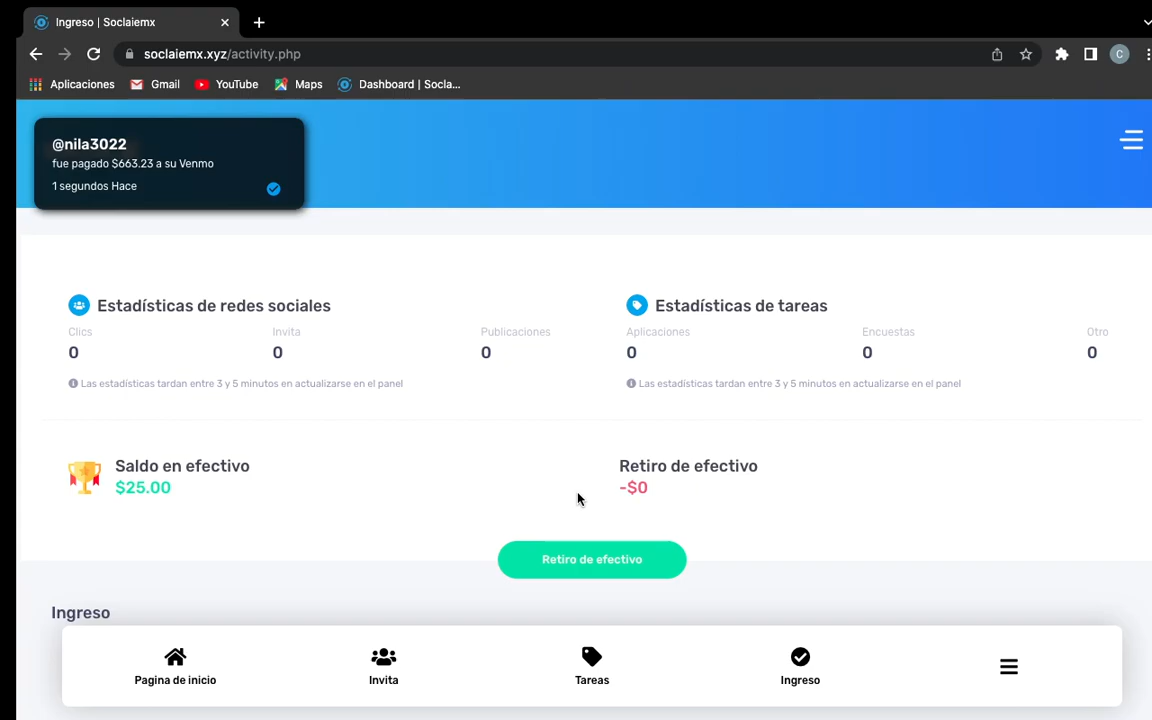 Ingreso | Soclaiemx
soclaiemx.xyz/activity.php
C
Aplicaciones Gmail YouTube Maps Dashboard | Socla...
@nila3022
fue pagado $663.23 a su Venmo
1 segundos Hace
Estadísticas de redes sociales
Clics Invita Publicaciones
0 0 0
Las estadísticas tardan entre 3 y 5 minutos en actualizarse en el panel
Estadísticas de tareas
Aplicaciones Encuestas Otro
0 0 0
Las estadísticas tardan entre 3 y 5 minutos en actualizarse en el panel
Saldo en efectivo
$25.00
Retiro de efectivo
-$0
Retiro de efectivo
Ingreso
Pagina de inicio Invita Tareas Ingreso